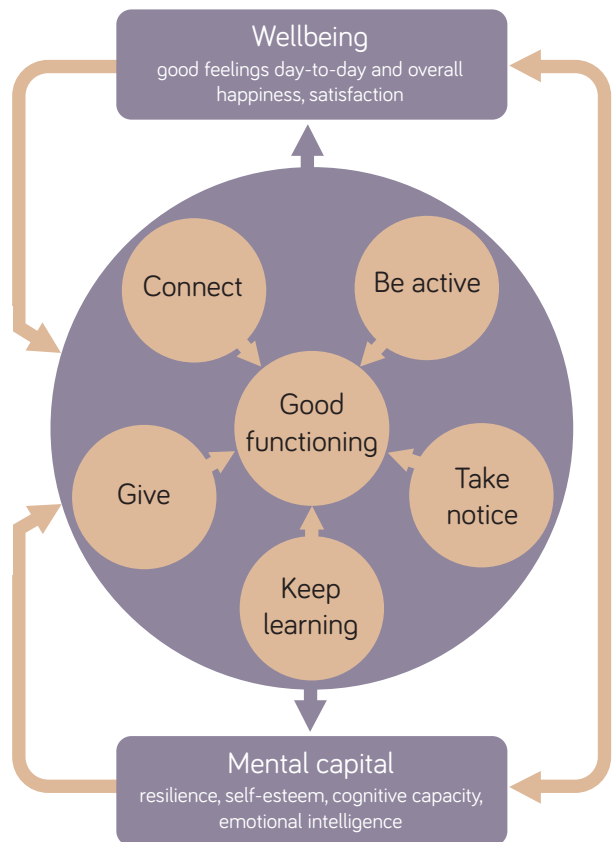 Wellbeing
good feelings day-to-day and overall
happiness, satisfaction
Connect
Be active
Good
functioning
Give
Take
notice
Keep
learning
Mental capital
resilience, self-esteem, cognitive capacity,
emotional intelligence